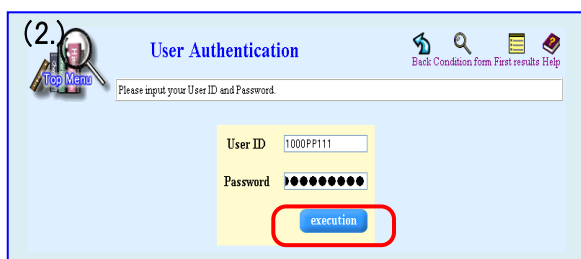 (2.)
User Authentication
Top Menu
Back Condition form First results Help
Please input your User ID and Password.
User ID 1000PP111
Password ●●●●●●●●●
execution